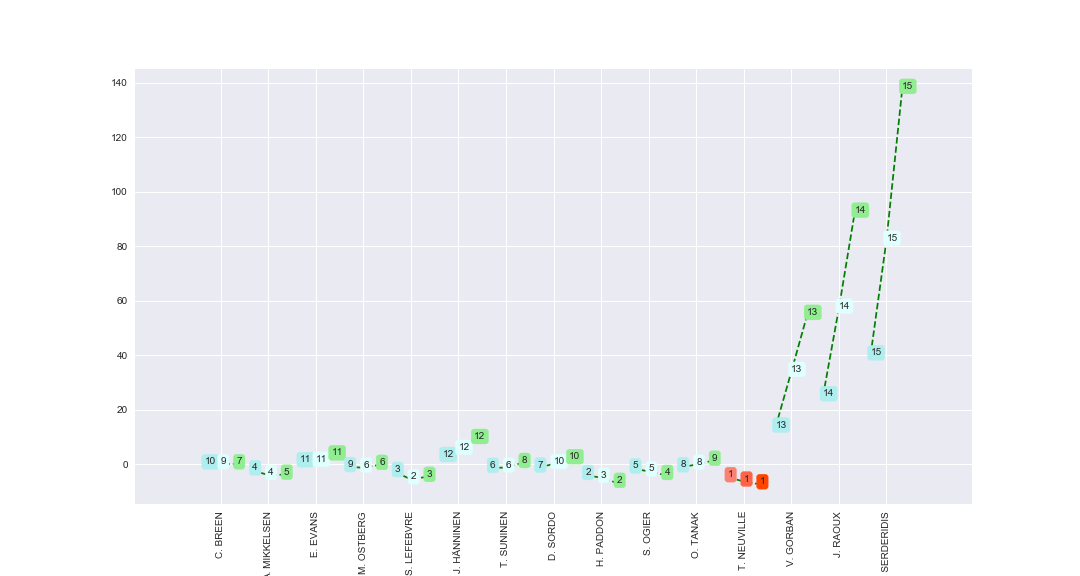 140
120
100
80
60
40
20
0
10 9 7
4 4 5
11 11 11
9 6 6
3 2 3
12 12 12
6 6 8
7 10 10
2 3 2
5 5 4
8 8 9
1 1 1
13 13 13
14 14 14
15 15 15
C. BREEN
MIKKELSEN
E. EVANS
M. OSTBERG
S. LEFEBVRE
J. HÄNNINEN
T. SUNINEN
D. SORDO
H. PADDON
S. OGIER
O. TANAK
T. NEUVILLE
V. GORBAN
J. RAOUX
SERDERIDIS